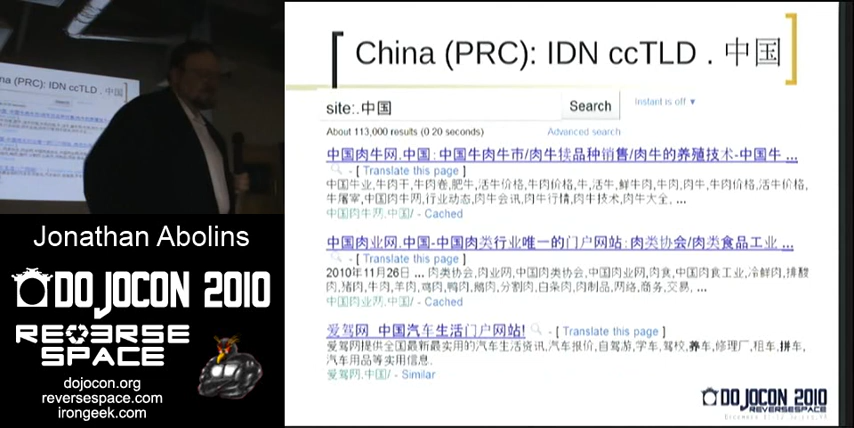 China (PRC): IDN ccTLD . 中国
site:.中国
Search
Instant is off ▼
About 113,000 results (0.20 seconds)
Advanced search
中国肉牛网.中国: 中国牛肉牛市/肉牛犊品种销售/肉牛的养殖技术-中国牛 ...
- [ Translate this page ]
中国牛业,牛肉干,牛肉卷,肥牛,活牛价格,牛肉价格,牛,活牛,鲜牛肉,牛肉,肉牛,牛肉价格,活牛价格,
牛屠宰,中国肉牛网,行业动态,肉牛会讯,肉牛行情,肉牛技术,肉牛大全, ...
中国肉牛网.中国/ - Cached
中国肉业网.中国-中国肉类行业唯一的门户网站: 肉类协会/肉类食品工业 ...
- [ Translate this page ]
2010年11月26日 ... 肉类协会,肉业网,中国肉类协会,中国肉业网,肉食,中国肉食工业,冷鲜肉,排酸
肉,猪肉,牛肉,羊肉,鸡肉,鸭肉,鹅肉,分割肉,白条肉,肉制品,网络,商务,交易, ...
中国肉业网.中国/ - Cached
爱驾网 中国汽车生活门户网站!
- [ Translate this page ]
爱驾网提供全国最新最实用的汽车生活资讯,汽车报价,自驾游,学车,驾校,养车,修理厂,租车,拼车,
汽车用品等实用信息.
爱驾网.中国/ - Similar
DOJOCON 2010
REVERSESPACE
China (PRC): IDN ccTLD . 中国
Jonathan Abolins
DOJOCON 2010
REVERSE
SPACE
dojocon.org
reversespace.com
irongeek.com